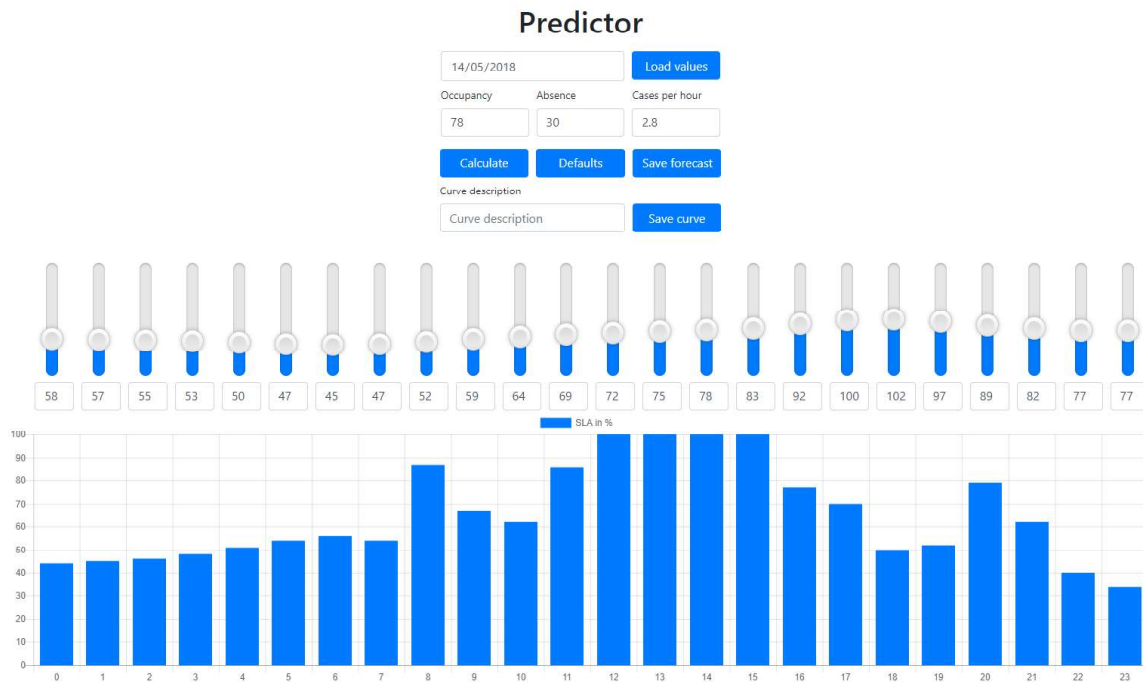 Predictor
14/05/2018 Load values
Occupancy Absence Cases per hour
78 30 2.8
Calculate Defaults Save forecast
Curve description
Curve description Save curve
58 57 55 53 50 47 45 47 52 59 64 69 72 75 78 83 92 100 102 97 89 82 77 77
SLA in %
100
90
80
70
60
50
40
30
20
10
0
0 1 2 3 4 5 6 7 8 9 10 11 12 13 14 15 16 17 18 19 20 21 22 23